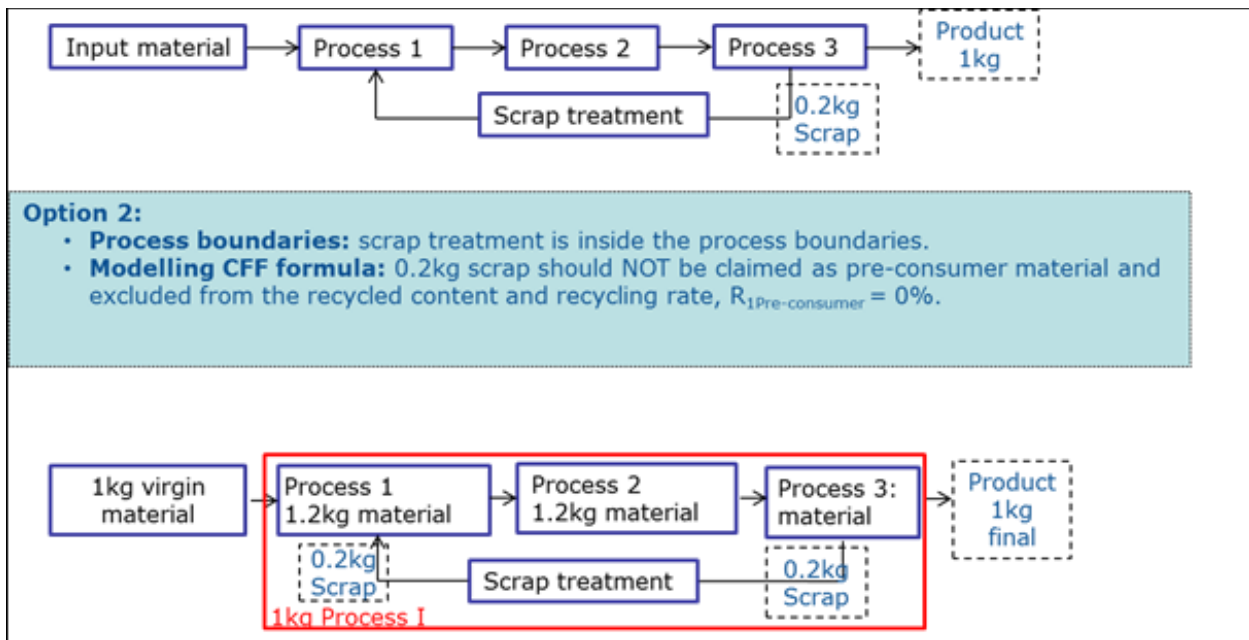 Input material
Process 1
Process 2
Process 3
Product
1kg
Scrap treatment
0.2kg
Scrap
Option 2:
• Process boundaries: scrap treatment is inside the process boundaries.
• Modelling CFF formula: 0.2kg scrap should NOT be claimed as pre-consumer material and
excluded from the recycled content and recycling rate, R1Pre-consumer = 0%.
1kg virgin
material
Process 1
1.2kg material
Process 2
1.2kg material
Process 3:
material
Product
1kg
final
0.2kg
Scrap
Scrap treatment
0.2kg
Scrap
1kg Process I